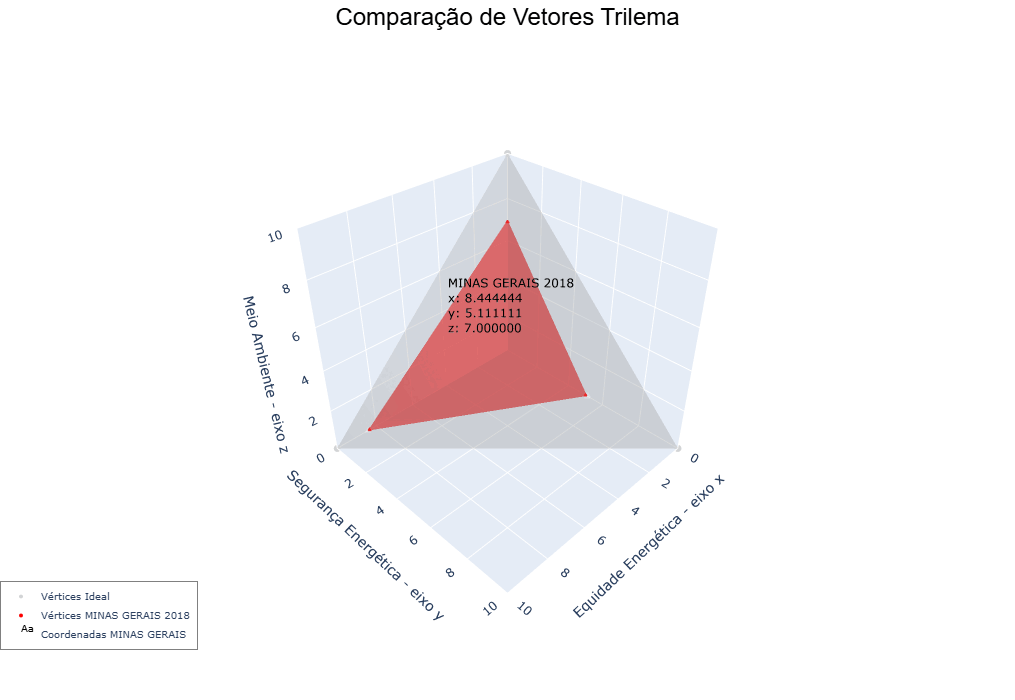 Comparação de Vetores Trilema
MINAS GERAIS 2018
x: 8.444444
y: 5.111111
z: 7.000000
10
8
6
4
2
Meio Ambiente - eixo z
0
2
4
6
8
10
Segurança Energética - eixo y
0
2
4
6
8
10
Equidade Energética - eixo x
Vértices Ideal
Vértices MINAS GERAIS 2018
Aa Coordenadas MINAS GERAIS